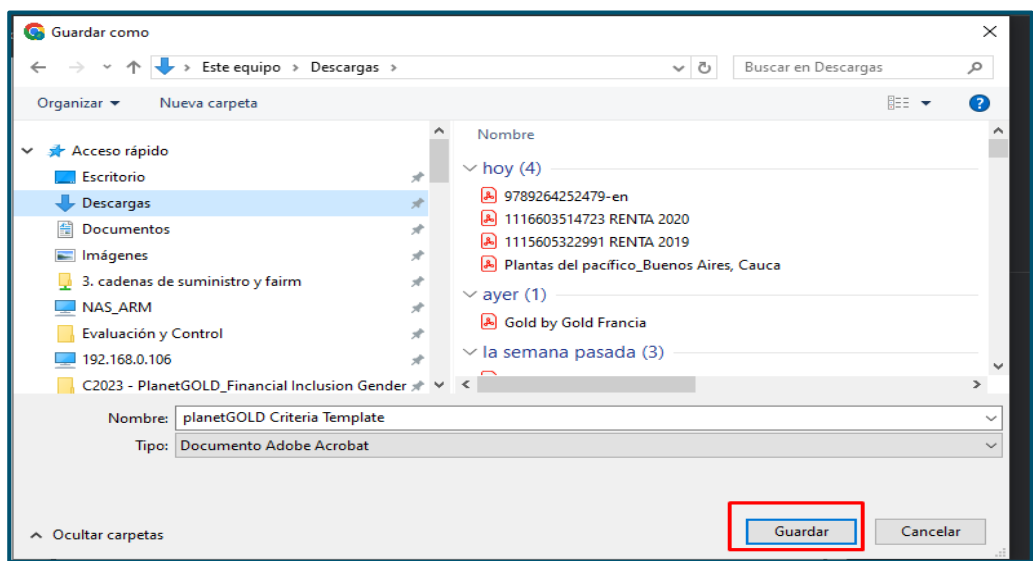 Guardar como
Este equipo > Descargas >
Buscar en Descargas
Organizar
Nueva carpeta
?
Acceso rápido
Escritorio
Descargas
Documentos
Imágenes
3. cadenas de suministro y fairm
NAS_ARM
Evaluación y Control
192.168.0.106
C2023 - PlanetGOLD_Financial Inclusion Gender
Nombre
hoy (4)
9789264252479-en
1116603514723 RENTA 2020
1115605322991 RENTA 2019
Plantas del pacífico_Buenos Aires, Cauca
ayer (1)
Gold by Gold Francia
la semana pasada (3)
Nombre: planetGOLD Criteria Template
Tipo: Documento Adobe Acrobat
Ocultar carpetas
Guardar
Cancelar